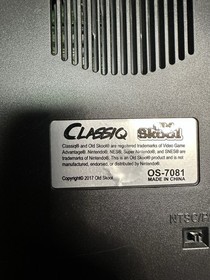 CLASSIQ OLD SKOOL
Classiq® and Old Skool® are registered trademarks of Video Game
Advantage®. Nintendo®, NES®, Super Nintendo®, and SNES® are
trademarks of Nintendo®. This is an Old Skool® product and is not
manufactured, endorsed, or distributed by Nintendo®.
Copyright© 2017 Old Skool
OS-7081
MADE IN CHINA
NTSC/P